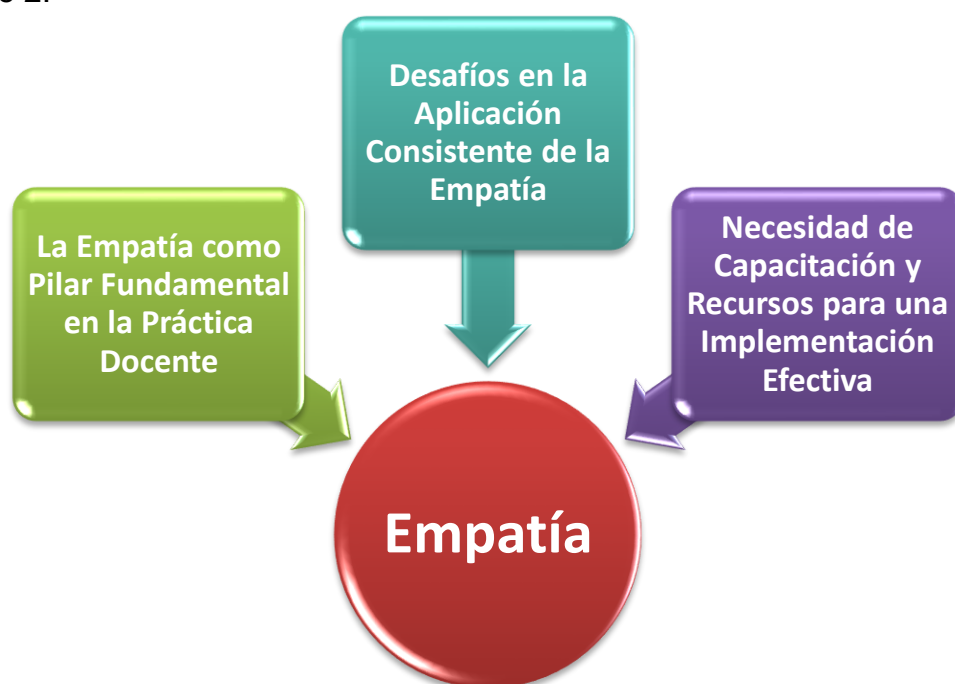 La Empatía como
Pilar Fundamental
en la Práctica
Docente
Desafíos en la
Aplicación
Consistente de la
Empatía
Necesidad de
Capacitación y
Recursos para una
Implementación
Efectiva
Empatía